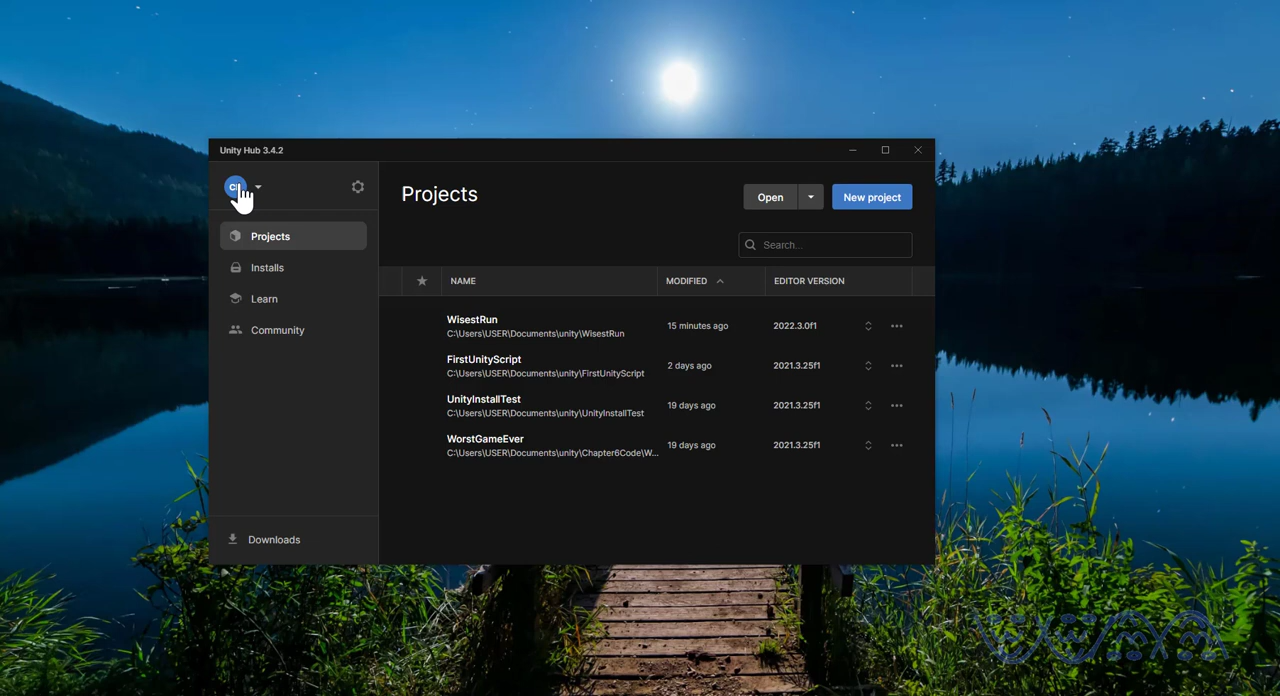 Unity Hub 3.4.2
Projects
Open
New project
Projects
Installs
Learn
Community
Downloads
Search...
NAME
MODIFIED
EDITOR VERSION
WisestRun
15 minutes ago
2022.3.0f1
C:\Users\USER\Documents\unity\WisestRun
FirstUnityScript
2 days ago
2021.3.25f1
C:\Users\USER\Documents\unity\FirstUnityScript
UnityInstallTest
19 days ago
2021.3.25f1
C:\Users\USER\Documents\unity\UnityInstallTest
WorstGameEver
19 days ago
2021.3.25f1
C:\Users\USER\Documents\unity\Chapter6Code\W...